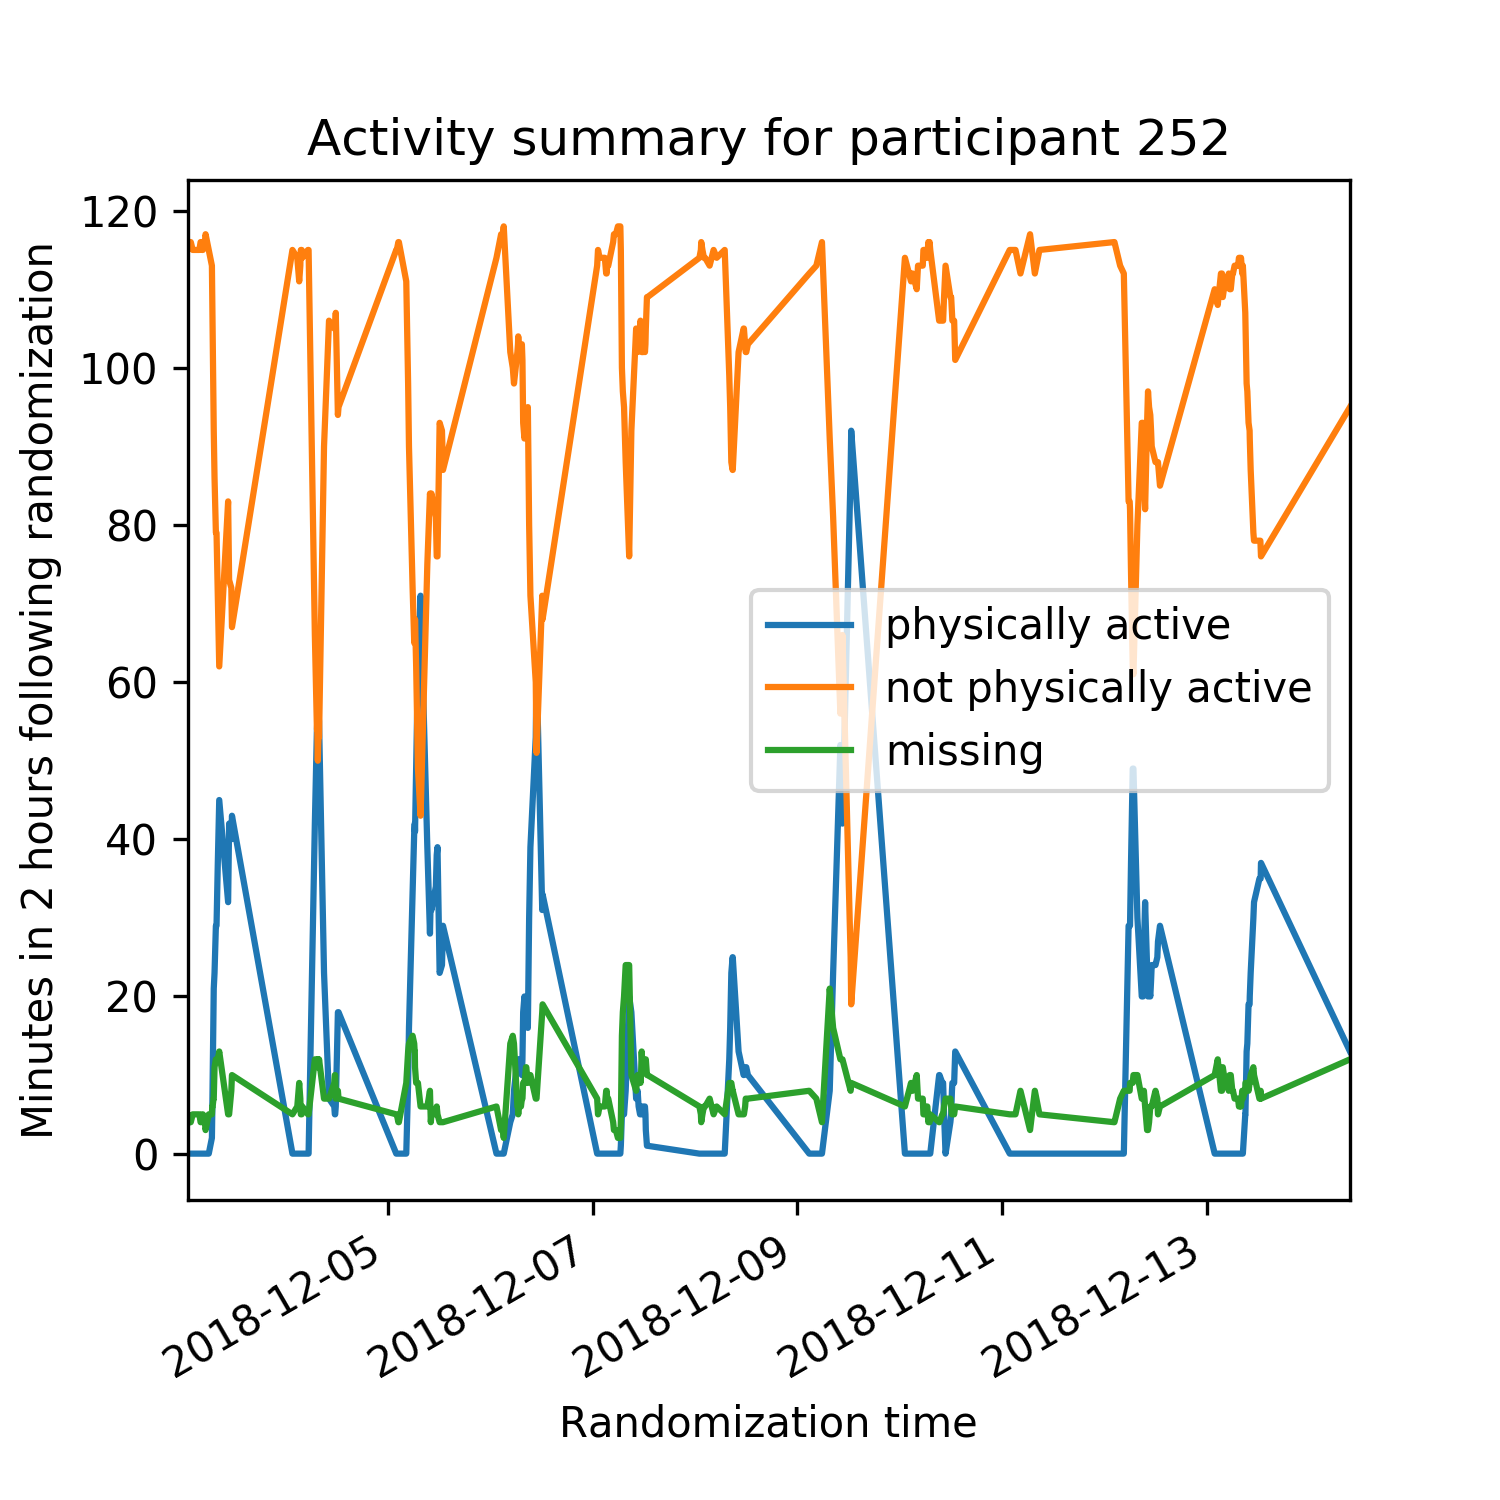 Activity summary for participant 252
Minutes in 2 hours following randomization
120
100
80
60
40
20
0
physically active
not physically active
missing
2018-12-05
2018-12-07
2018-12-09
2018-12-11
2018-12-13
Randomization time